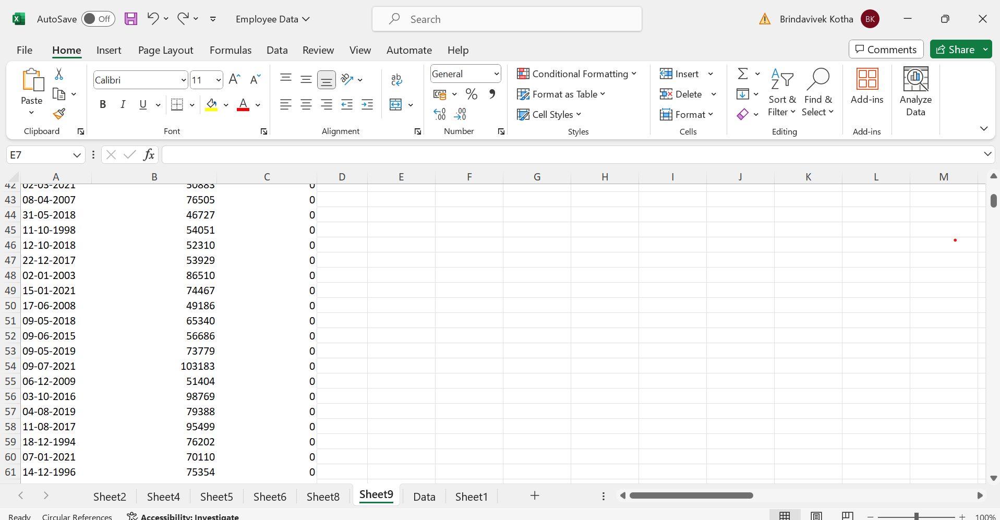 AutoSave Off Employee Data Search Brindavivek Kotha BK
File Home Insert Page Layout Formulas Data Review View Automate Help Comments Share
Calibri 11 General Conditional Formatting Insert
Paste Format as Table Delete Sort & Filter Find & Select Add-ins Analyze Data
B I U A Cell Styles Format
Clipboard Font Alignment Number Styles Cells Editing Add-ins
E7 fx
A B C D E F G H I J K L M
42 02-03-2021 50883 0
43 08-04-2007 76505 0
44 31-05-2018 46727 0
45 11-10-1998 54051 0
46 12-10-2018 52310 0
47 22-12-2017 53929 0
48 02-01-2003 86510 0
49 15-01-2021 74467 0
50 17-06-2008 49186 0
51 09-05-2018 65340 0
52 09-06-2015 56686 0
53 09-05-2019 73779 0
54 09-07-2021 103183 0
55 06-12-2009 51404 0
56 03-10-2016 98769 0
57 04-08-2019 79388 0
58 11-08-2017 95499 0
59 18-12-1994 76202 0
60 07-01-2021 70110 0
61 14-12-1996 75354 0
Sheet2 Sheet4 Sheet5 Sheet6 Sheet8 Sheet9 Data Sheet1
Ready Circular References Accessibility: Investigate 100%